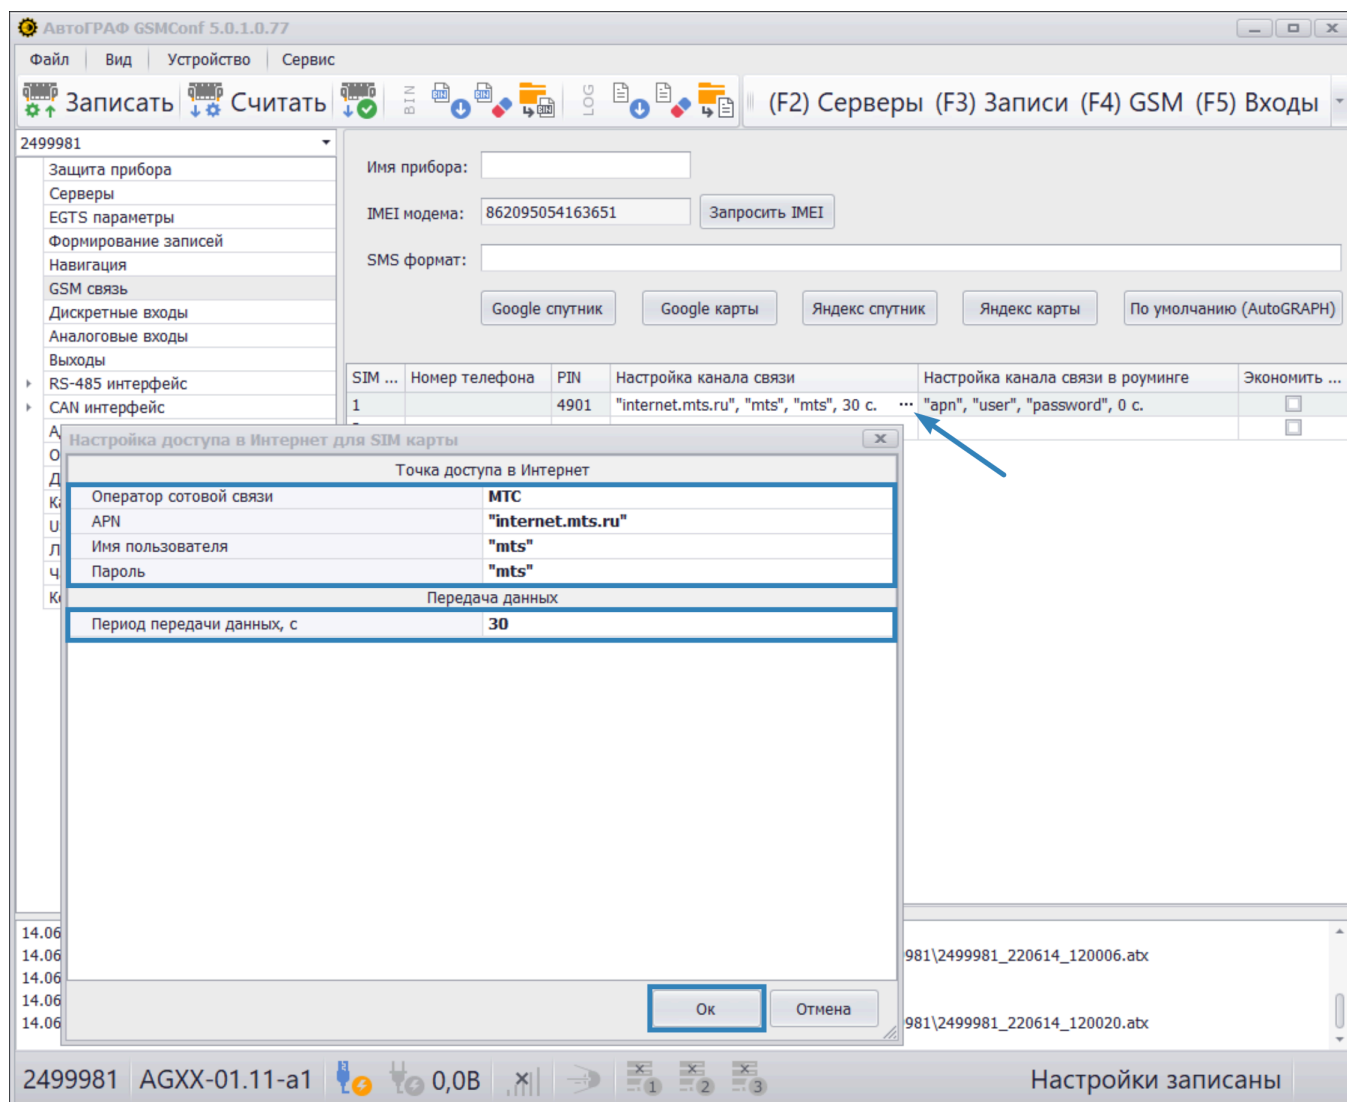 АвтоГРАФ GSMConf 5.0.1.0.77
Файл Вид Устройство Сервис
Записать Считать BIN LOG (F2) Серверы (F3) Записи (F4) GSM (F5) Входы
2499981
Защита прибора
Серверы
EGTS параметры
Формирование записей
Навигация
GSM связь
Дискретные входы
Аналоговые входы
Выходы
RS-485 интерфейс
CAN интерфейс
Имя прибора:
IMEI модема: 862095054163651 Запросить IMEI
SMS формат:
Google спутник Google карты Яндекс спутник Яндекс карты По умолчанию (AutoGRAPH)
SIM ... Номер телефона PIN Настройка канала связи Настройка канала связи в роуминге Экономить ...
1 4901 "internet.mts.ru", "mts", "mts", 30 с. ... "apn", "user", "password", 0 с.
Настройка доступа в Интернет для SIM карты
Точка доступа в Интернет
Оператор сотовой связи МТС
APN "internet.mts.ru"
Имя пользователя "mts"
Пароль "mts"
Передача данных
Период передачи данных, с 30
Ок Отмена
14.06
14.06 981\2499981_220614_120006.atx
14.06
14.06
14.06 981\2499981_220614_120020.atx
2499981 AGXX-01.11-a1 0,0В 1 2 3 Настройки записаны